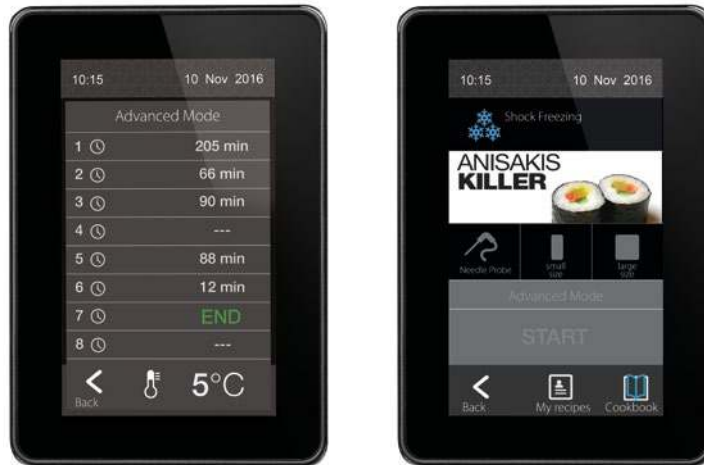 10:15 10 Nov 2016
Advanced Mode
1 205 min
2 66 min
3 90 min
4 ---
5 88 min
6 12 min
7 END
8 ---
5°C
Back
10:15 10 Nov 2016
Shock Freezing
ANISAKIS
KILLER
Needle Probe small size large size
Advanced Mode
START
Back My recipes Cookbook